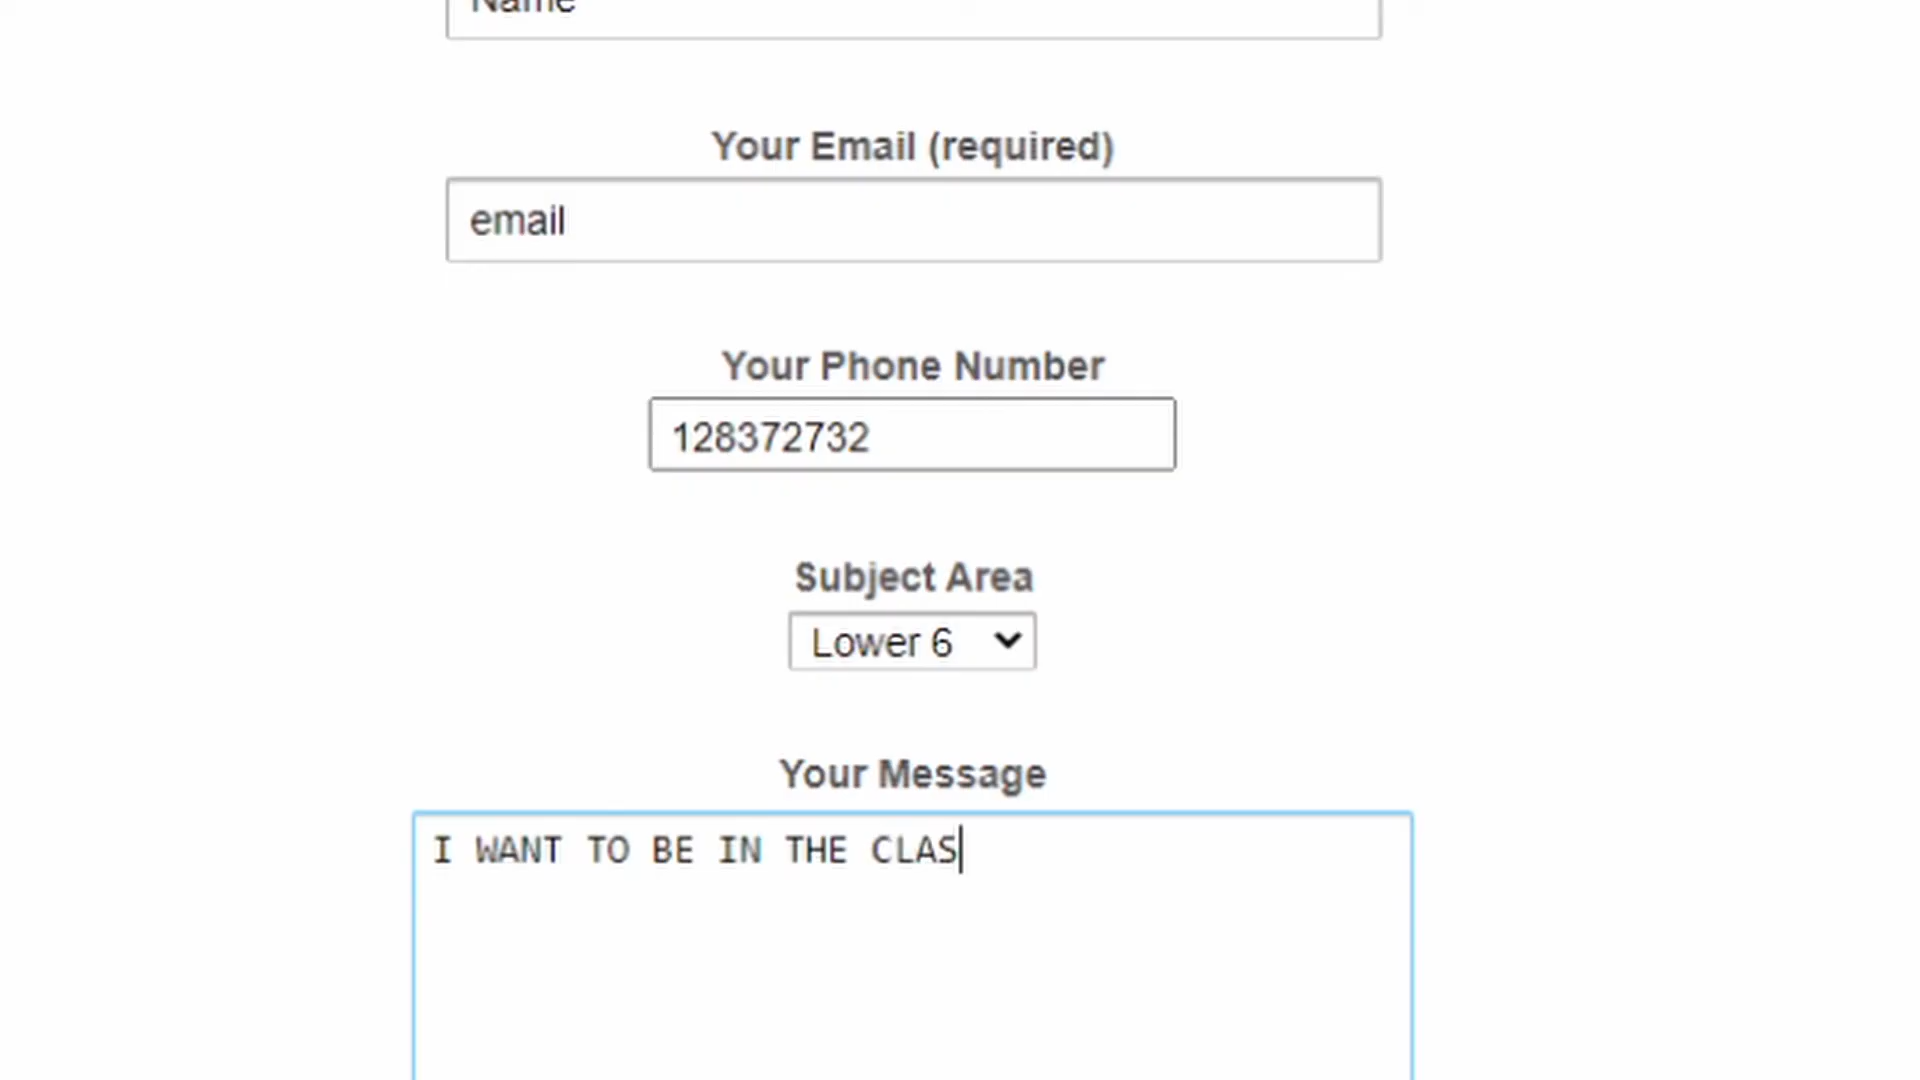 Name
Your Email (required)
email
Your Phone Number
128372732
Subject Area
Lower 6
Your Message
I WANT TO BE IN THE CLAS